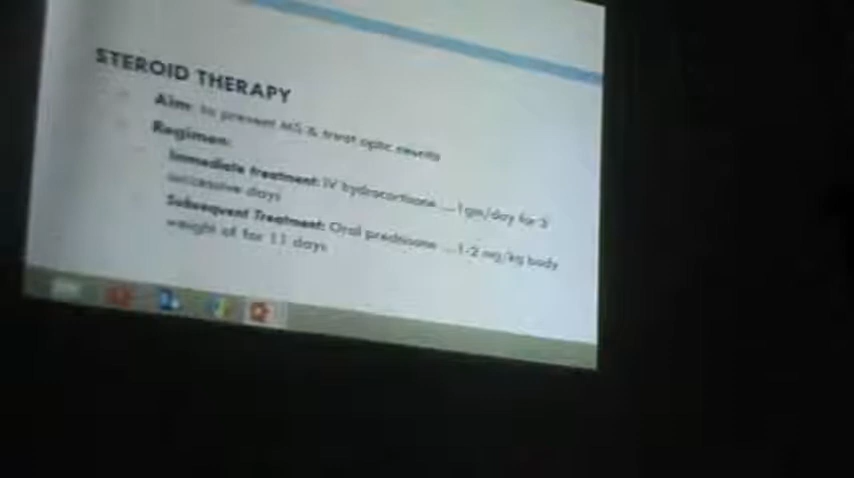 STEROID THERAPY
Aim: to prevent MS & treat optic neuritis
Regimen:
Immediate treatment: IV hydrocortisone ...1gm/day for 3
successive days
Subsequent Treatment: Oral prednisone ...1-2 mg/kg body
weight of for 11 days